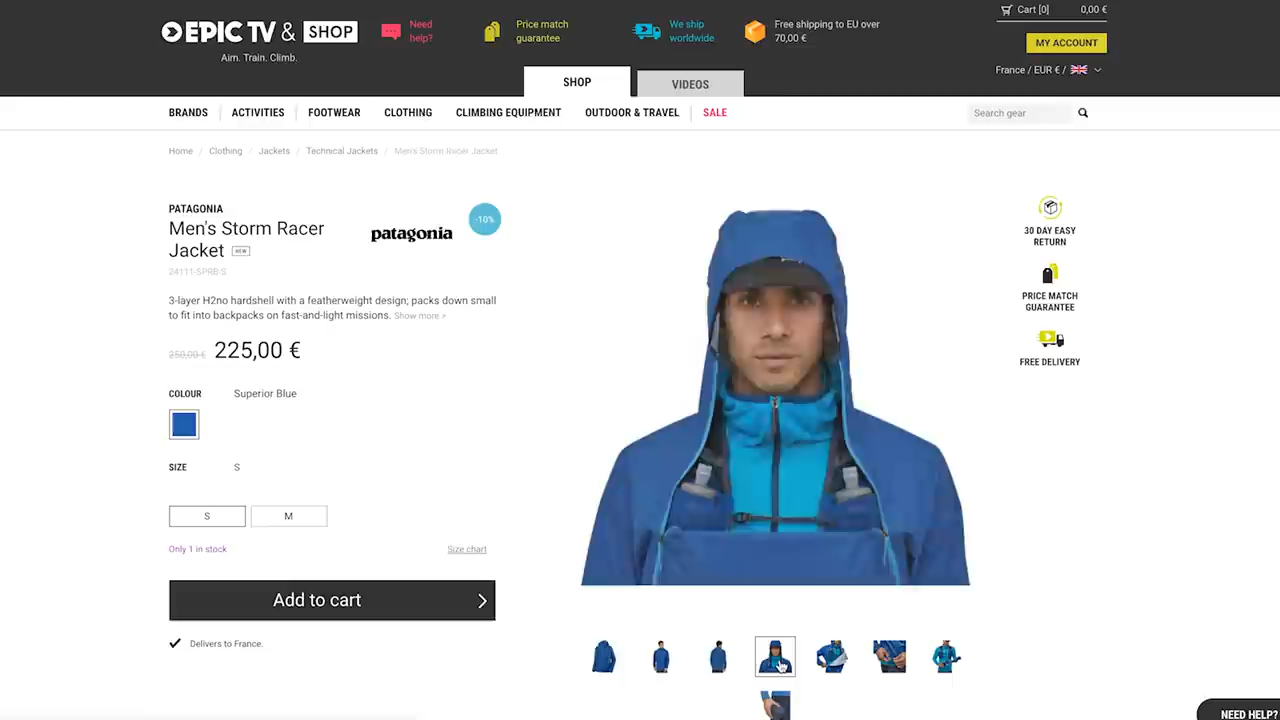 EPIC TV & SHOP
Aim. Train. Climb.
Need
help?
Price match
guarantee
We ship
worldwide
Free shipping to EU over
70,00 €
Cart [0]
0,00 €
MY ACCOUNT
France / EUR € /
SHOP
VIDEOS
BRANDS
ACTIVITIES
FOOTWEAR
CLOTHING
CLIMBING EQUIPMENT
OUTDOOR & TRAVEL
SALE
Search gear
Home / Clothing / Jackets / Technical Jackets / Men's Storm Racer Jacket
PATAGONIA
Men's Storm Racer
Jacket NEW
patagonia
-10%
24111-SPRB-S
3-layer H2no hardshell with a featherweight design; packs down small
to fit into backpacks on fast-and-light missions. Show more >
250,00 € 225,00 €
COLOUR Superior Blue
SIZE S
S
M
Only 1 in stock
Size chart
Add to cart
Delivers to France.
30 DAY EASY
RETURN
PRICE MATCH
GUARANTEE
FREE DELIVERY
NEED HELP?